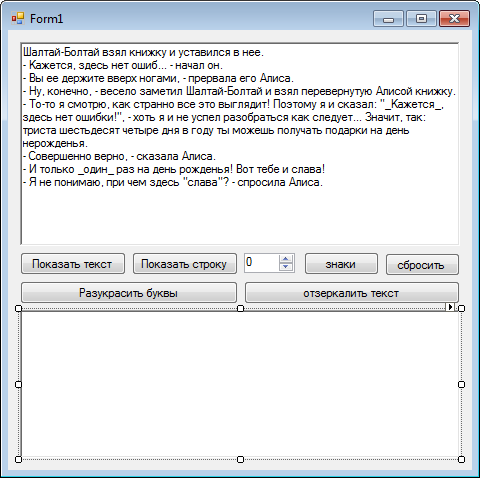 Form1
Шалтай-Болтай взял книжку и уставился в нее.
- Кажется, здесь нет ошиб... - начал он.
- Вы ее держите вверх ногами, - прервала его Алиса.
- Ну, конечно, - весело заметил Шалтай-Болтай и взял перевернутую Алисой книжку.
- То-то я смотрю, как странно все это выглядит! Поэтому я и сказал: "_Кажется_,
здесь нет ошибки!", - хоть я и не успел разобраться как следует... Значит, так:
триста шестьдесят четыре дня в году ты можешь получать подарки на день
нерожденья.
- Совершенно верно, - сказала Алиса.
- И только _один_ раз на день рожденья! Вот тебе и слава!
- Я не понимаю, при чем здесь "слава"? - спросила Алиса.
Показать текст Показать строку 0 знаки сбросить
Разукрасить буквы отзеркалить текст